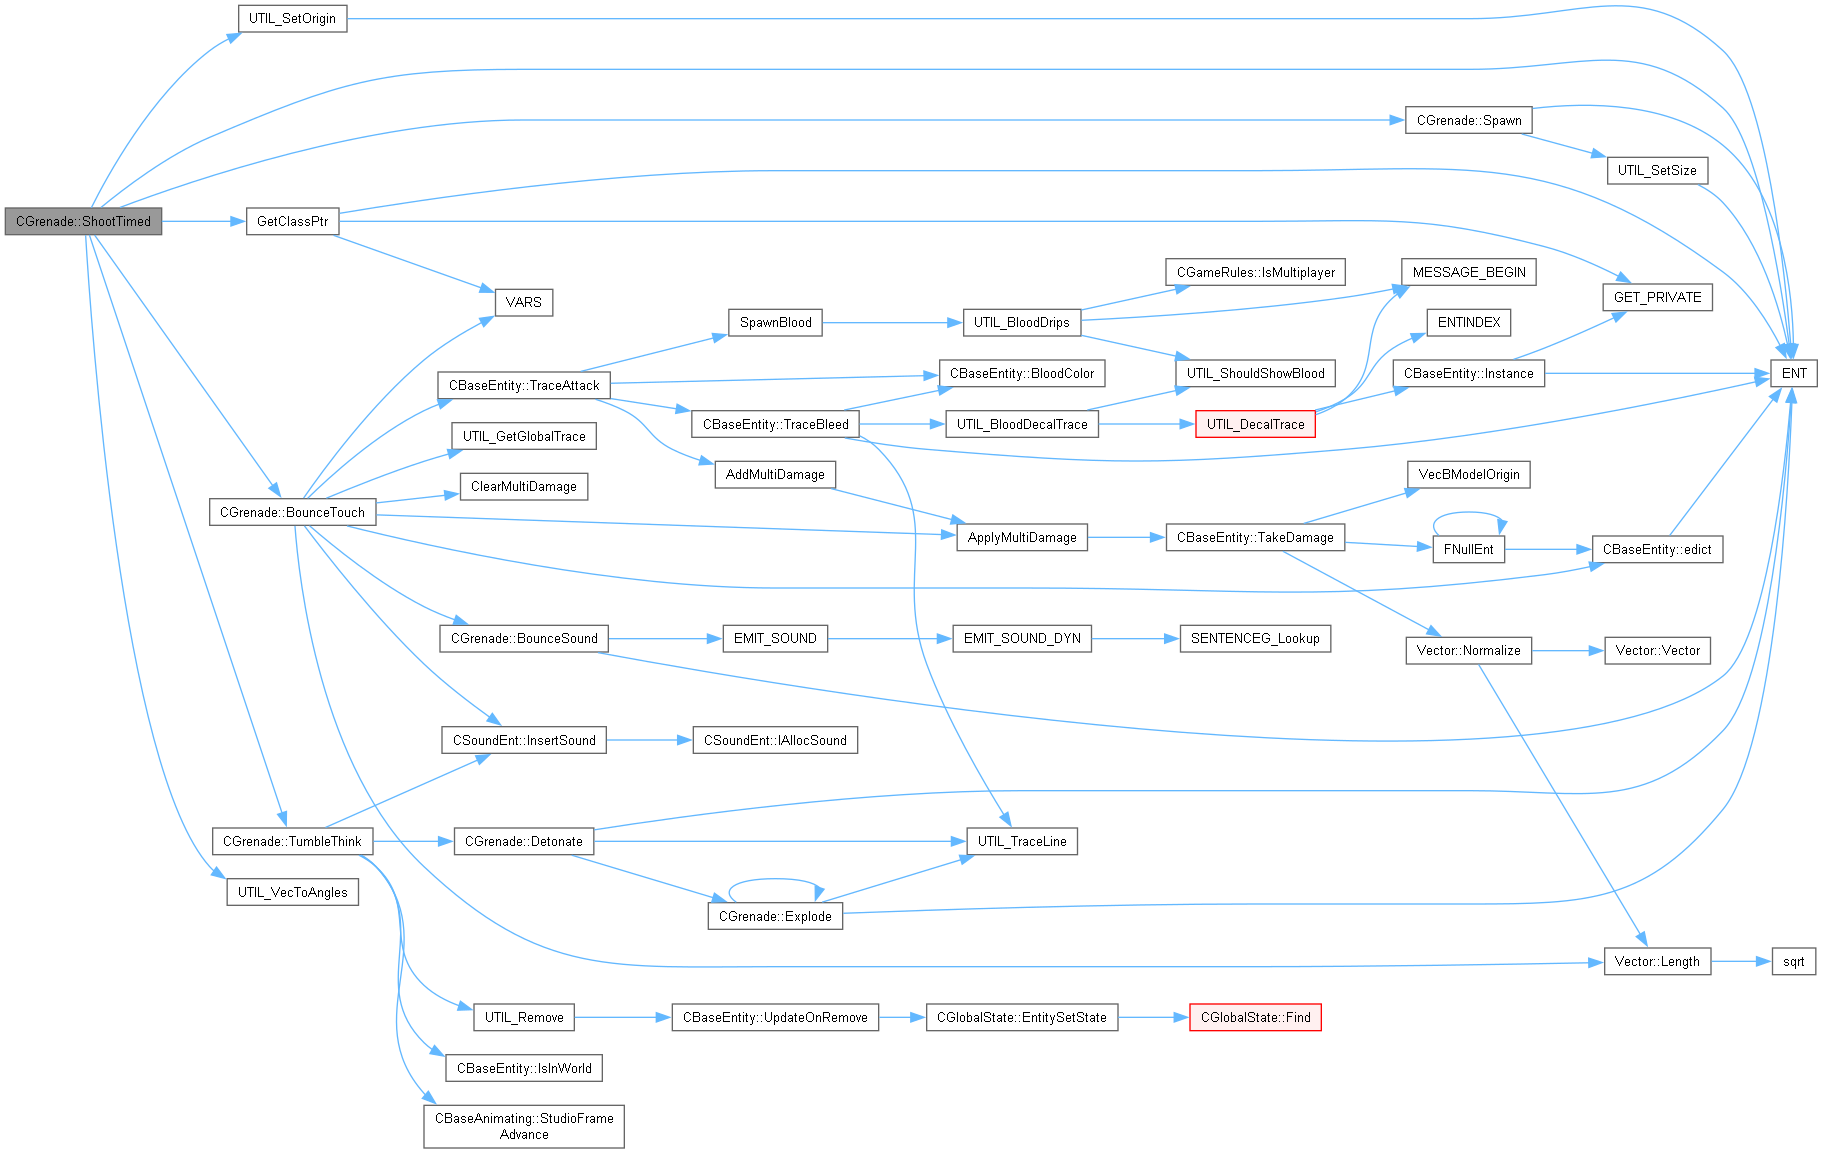 UTIL_SetOrigin
CGrenade::Spawn
UTIL_SetSize
CGrenade::ShootTimed
GetClassPtr
CGameRules::IsMultiplayer
MESSAGE_BEGIN
GET_PRIVATE
VARS
SpawnBlood
UTIL_BloodDrips
ENTINDEX
CBaseEntity::TraceAttack
CBaseEntity::BloodColor
UTIL_ShouldShowBlood
CBaseEntity::Instance
ENT
CBaseEntity::TraceBleed
UTIL_BloodDecalTrace
UTIL_DecalTrace
UTIL_GetGlobalTrace
AddMultiDamage
VecBModelOrigin
ClearMultiDamage
CGrenade::BounceTouch
ApplyMultiDamage
CBaseEntity::TakeDamage
FNullEnt
CBaseEntity::edict
CGrenade::BounceSound
EMIT_SOUND
EMIT_SOUND_DYN
SENTENCEG_Lookup
Vector::Normalize
Vector::Vector
CSoundEnt::InsertSound
CSoundEnt::IAllocSound
CGrenade::TumbleThink
CGrenade::Detonate
UTIL_TraceLine
UTIL_VecToAngles
CGrenade::Explode
Vector::Length
sqrt
UTIL_Remove
CBaseEntity::UpdateOnRemove
CGlobalState::EntitySetState
CGlobalState::Find
CBaseEntity::IsInWorld
CBaseAnimating::StudioFrame
Advance